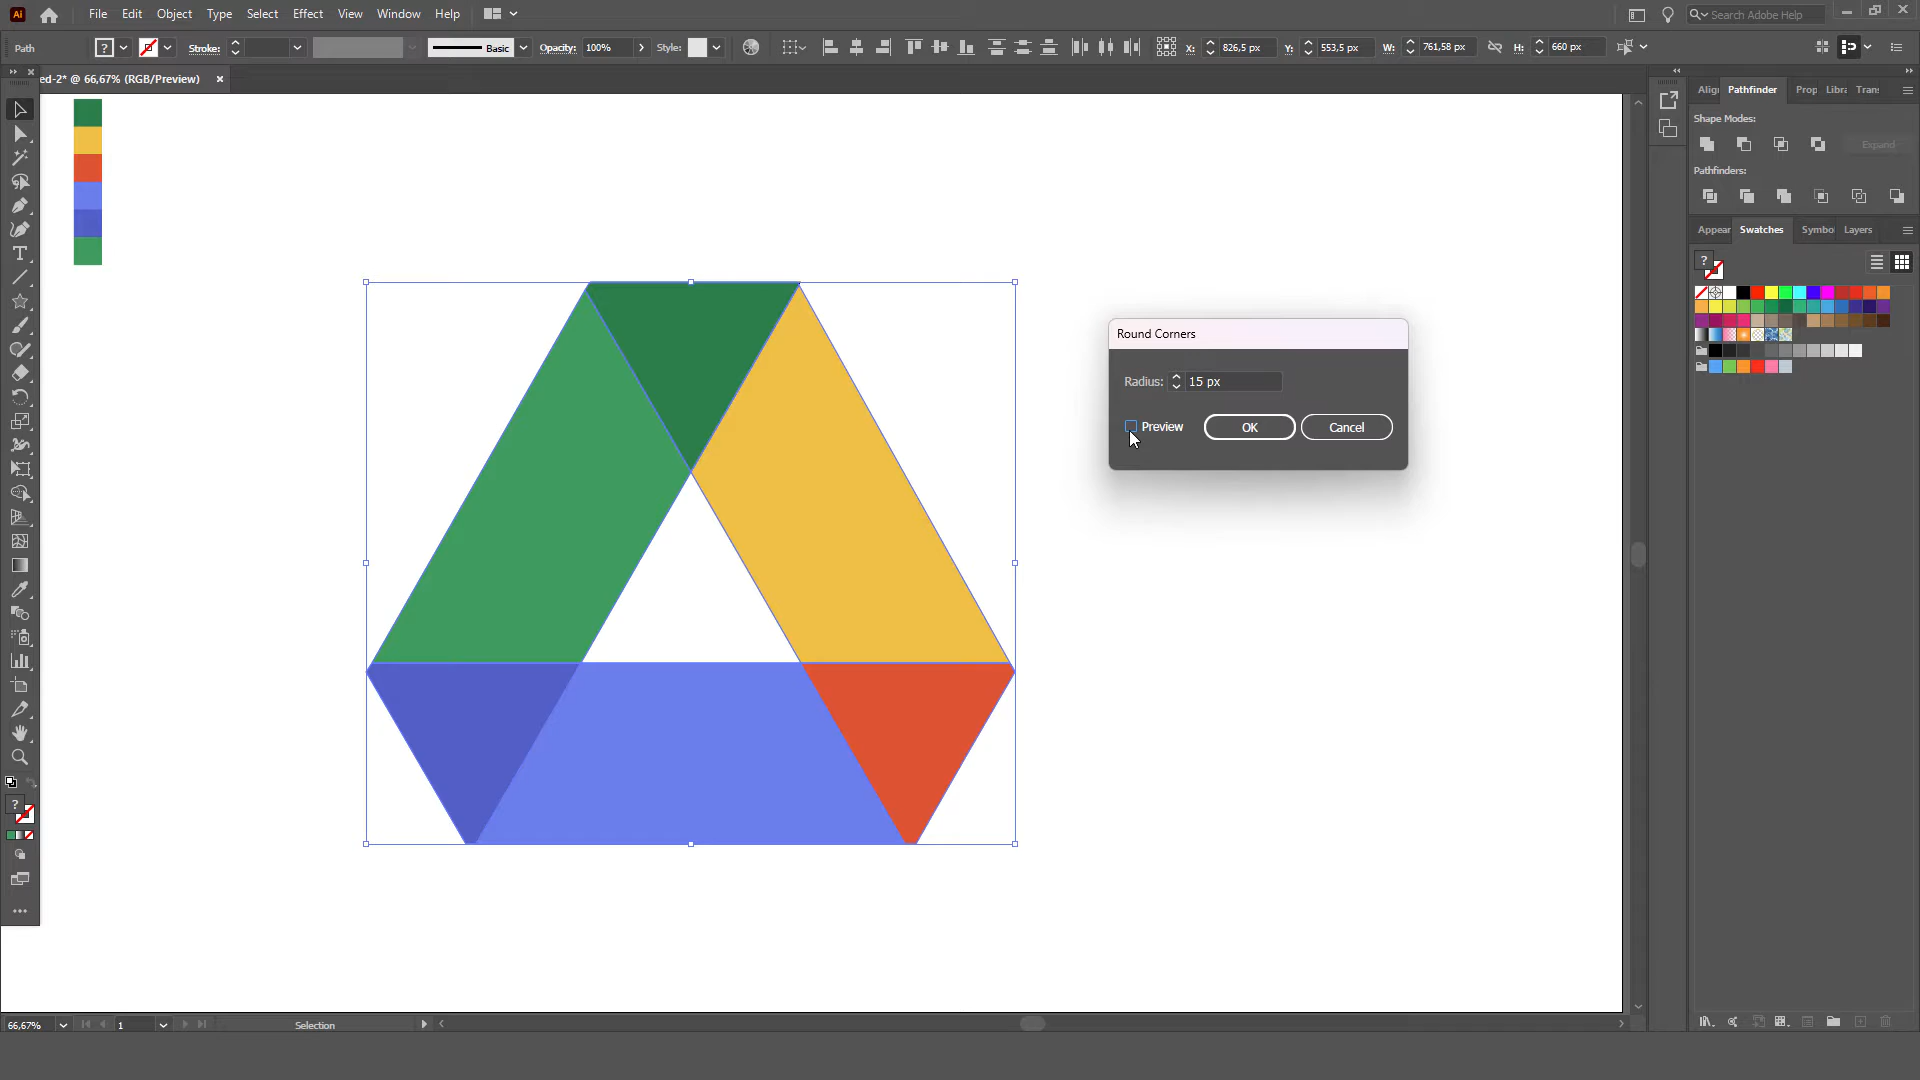 Ai File Edit Object Type Select Effect View Window Help Search Adobe Help
Path ? Stroke: Basic Opacity: 100% Style: X: 826,5 px Y: 553,5 px W: 761,58 px H: 660 px
ed-2* @ 66,67% (RGB/Preview) ×
Align Pathfinder Prop Libra Trans
Shape Modes:
Expand
Pathfinders:
Appear Swatches Symbo Layers
?
Round Corners
Radius: 15 px
Preview OK Cancel
T
?
66,67% 1 Selection